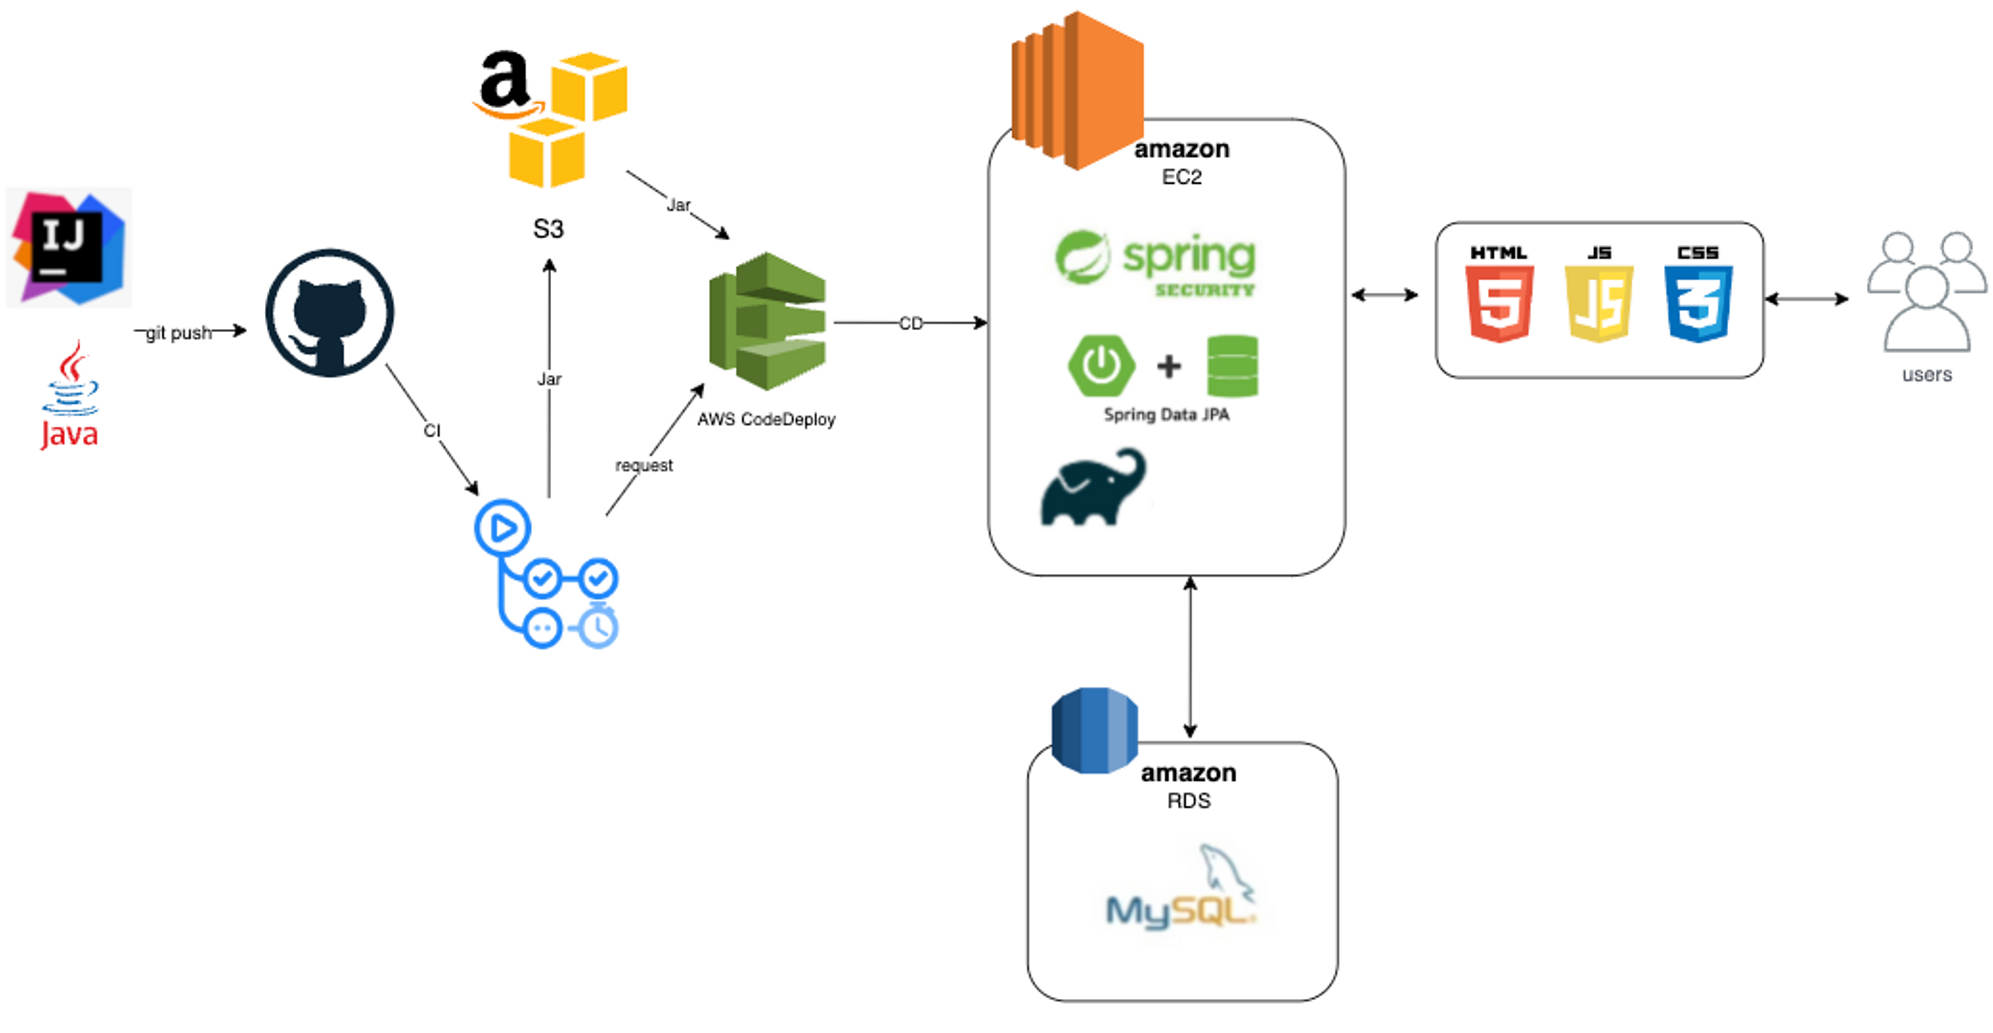 IJ
Java
git push
CI
a
S3
Jar
Jar
request
AWS CodeDeploy
CD
amazon
EC2
spring
SECURITY
+
Spring Data JPA
HTML
5
JS
JS
CSS
3
users
amazon
RDS
MySQL®